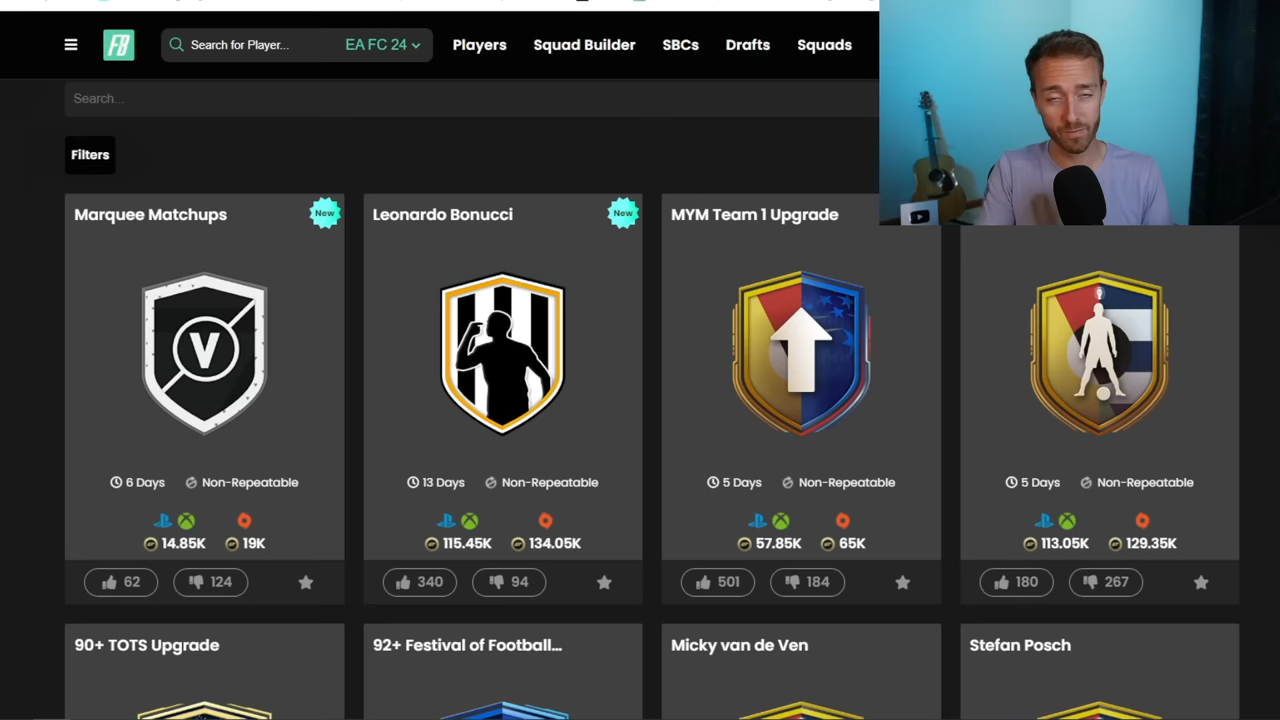 FB
Search for Player...
EA FC 24
Players
Squad Builder
SBCs
Drafts
Squads
Search...
Filters
Marquee Matchups
New
Leonardo Bonucci
New
MYM Team 1 Upgrade
V
6 Days
Non-Repeatable
13 Days
Non-Repeatable
5 Days
Non-Repeatable
5 Days
Non-Repeatable
14.85K
19K
115.45K
134.05K
57.85K
65K
113.05K
129.35K
62
124
340
94
501
184
180
267
90+ TOTS Upgrade
92+ Festival of Football...
Micky van de Ven
Stefan Posch